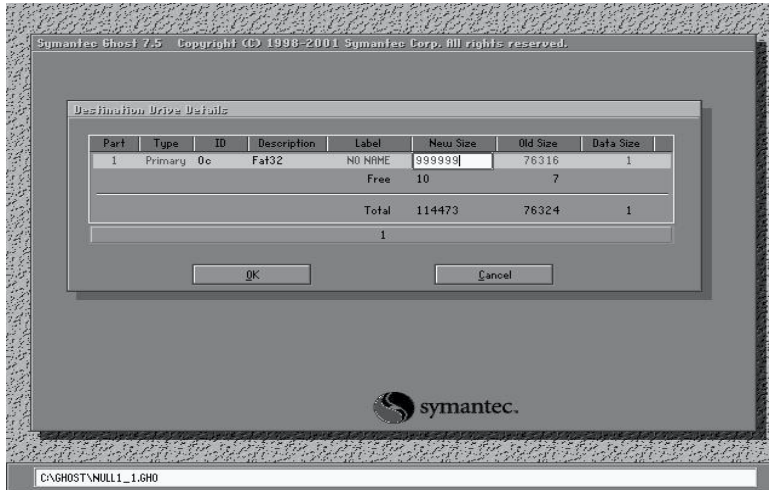 Symantec Ghost 7.5 Copyright (C) 1998-2001 Symantec Corp. All rights reserved.
Destination Drive Details
Part Type ID Description Label New Size Old Size Data Size
1 Primary 0c Fat32 NO NAME 999999 76316 1
Free 10 7
Total 114473 76324 1
1
OK Cancel
symantec.
C:\GHOST\NULL1_1.GHO